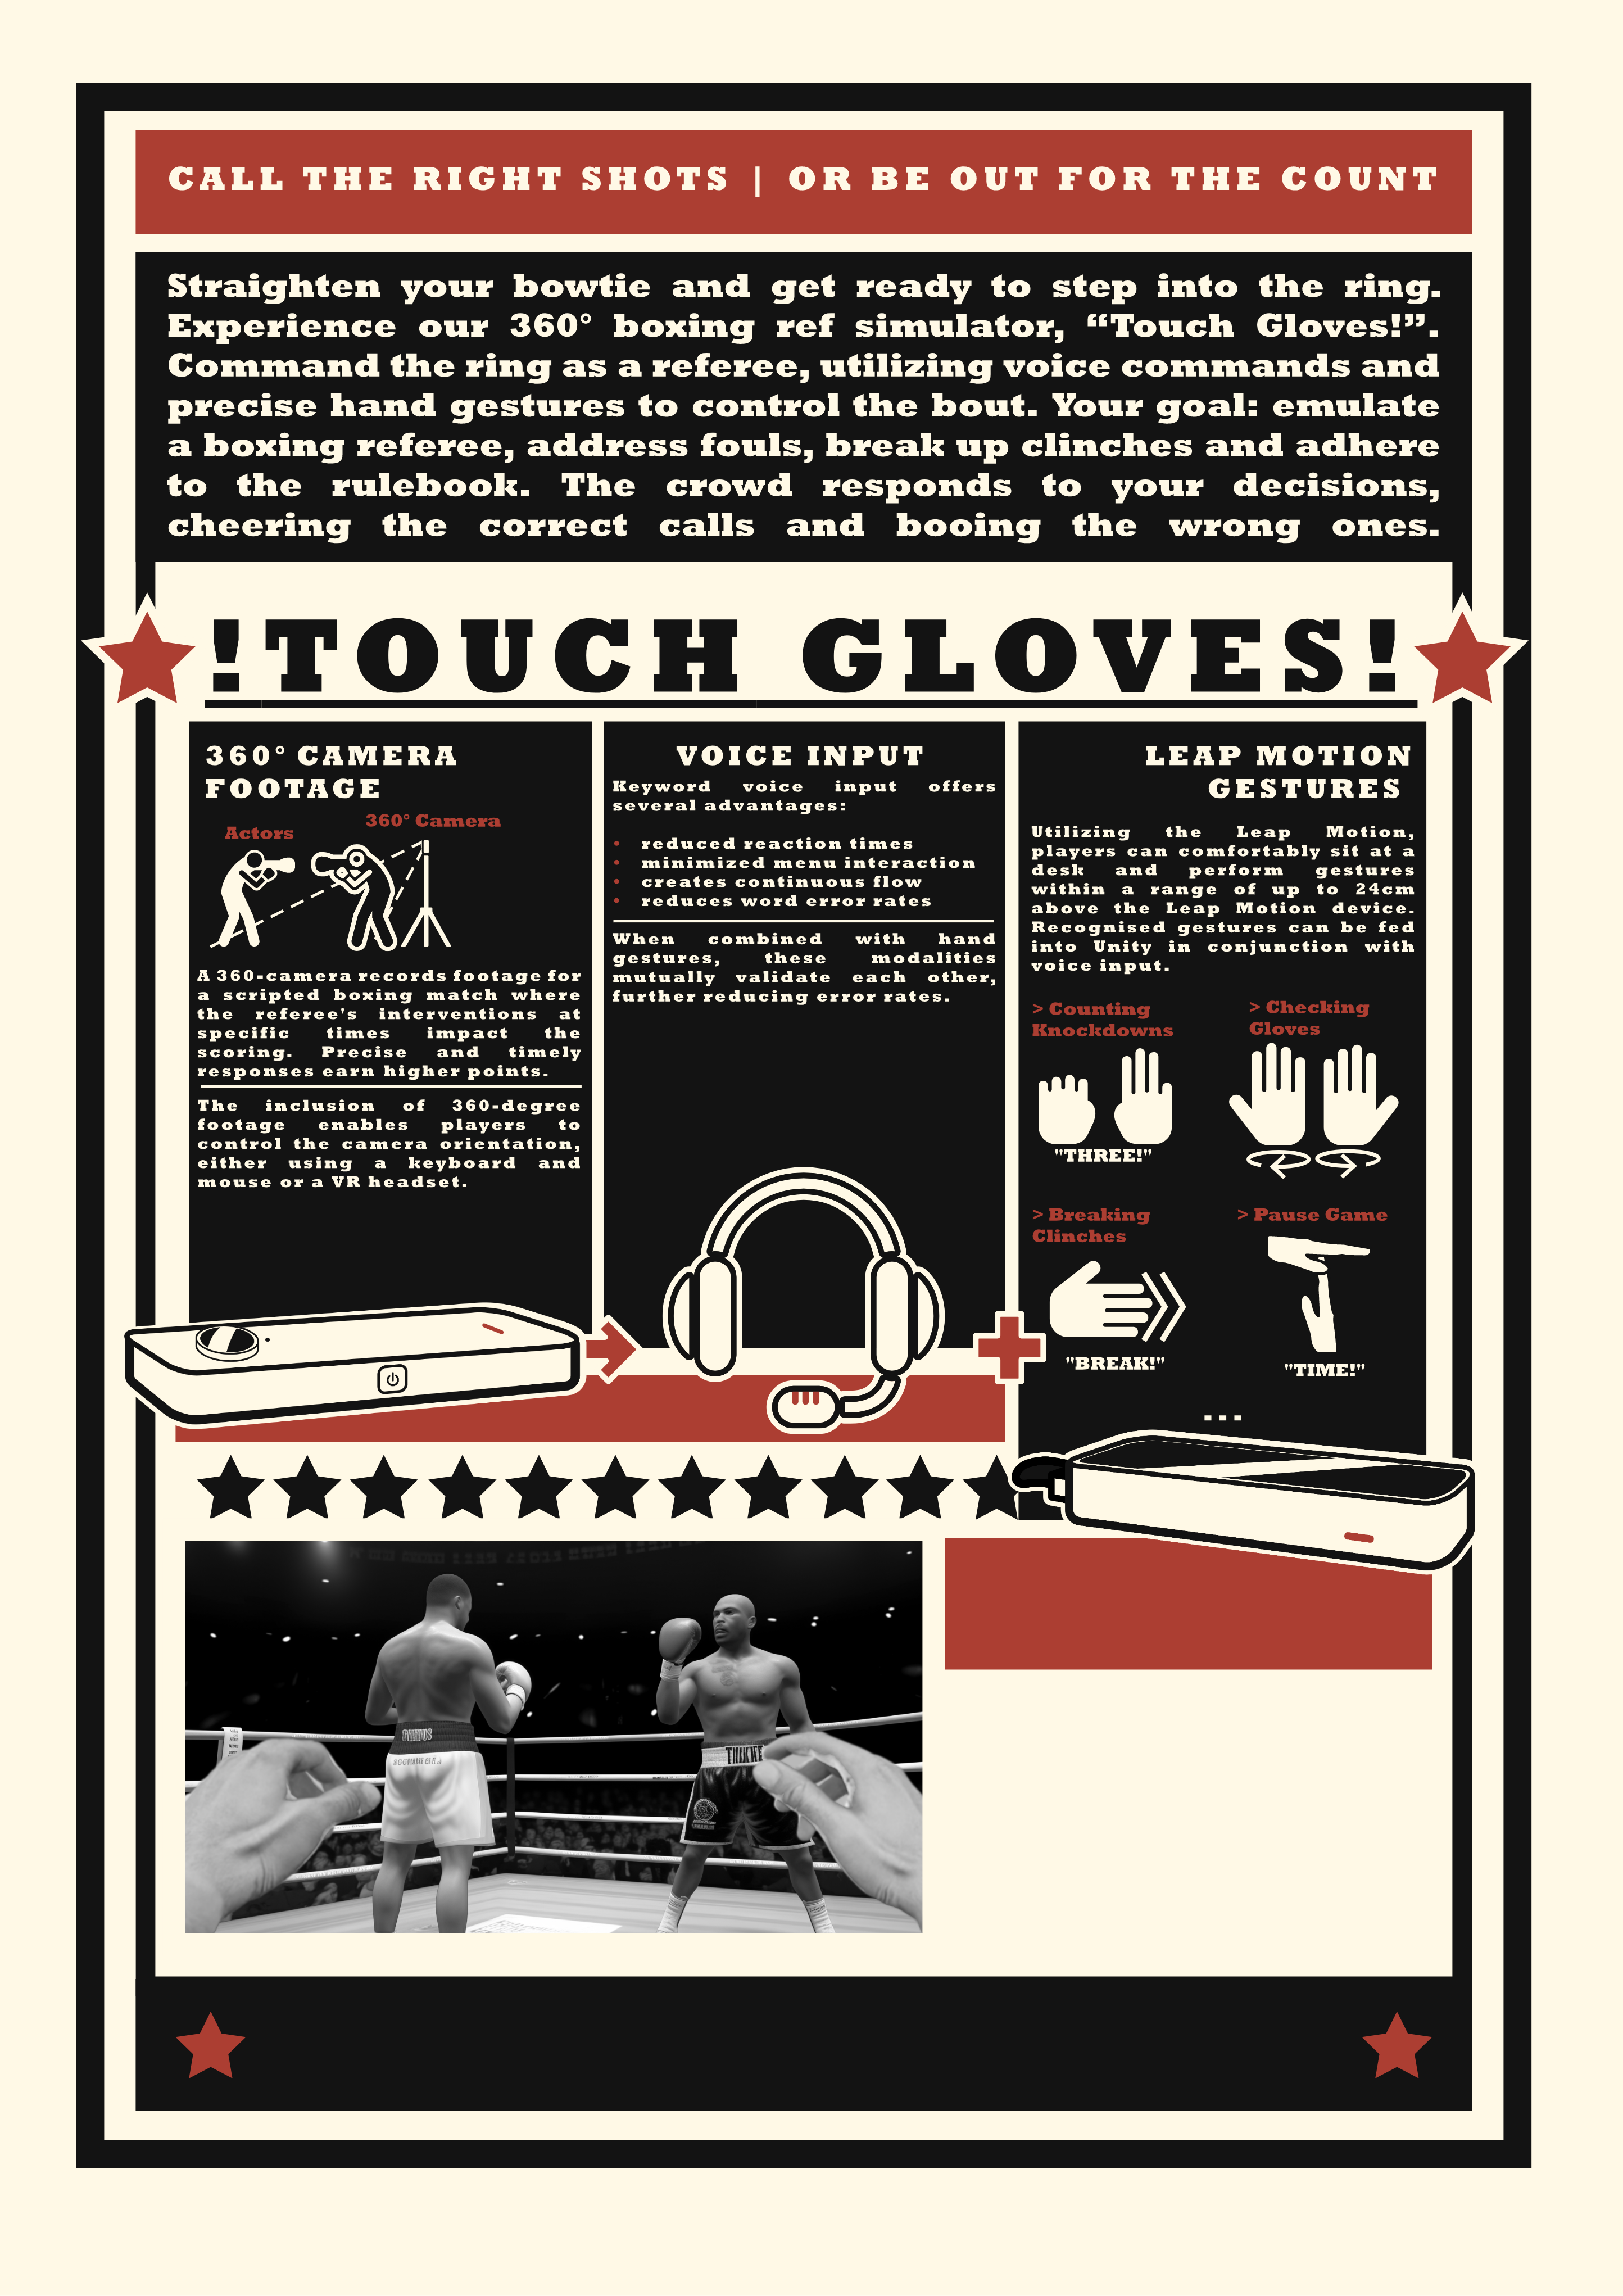 CALL THE RIGHT SHOTS | OR BE OUT FOR THE COUNT
Straighten your bowtie and get ready to step into the ring.
Experience our 360° boxing ref simulator, “Touch Gloves!”.
Command the ring as a referee, utilizing voice commands and
precise hand gestures to control the bout. Your goal: emulate
a boxing referee, address fouls, break up clinches and adhere
to the rulebook. The crowd responds to your decisions,
cheering the correct calls and booing the wrong ones.
!TOUCH GLOVES!
360° CAMERA
FOOTAGE
Actors
360° Camera
A 360-camera records footage for
a scripted boxing match where
the referee's interventions at
specific times impact the
scoring. Precise and timely
responses earn higher points.
The inclusion of 360-degree
footage enables players to
control the camera orientation,
either using a keyboard and
mouse or a VR headset.
VOICE INPUT
Keyword voice input offers
several advantages:
• reduced reaction times
• minimized menu interaction
• creates continuous flow
• reduces word error rates
When combined with hand
gestures, these modalities
mutually validate each other,
further reducing error rates.
LEAP MOTION
GESTURES
Utilizing the Leap Motion,
players can comfortably sit at a
desk and perform gestures
within a range of up to 24cm
above the Leap Motion device.
Recognised gestures can be fed
into Unity in conjunction with
voice input.
> Counting
Knockdowns
"THREE!"
> Checking
Gloves
> Breaking
Clinches
"BREAK!"
> Pause Game
"TIME!"
...